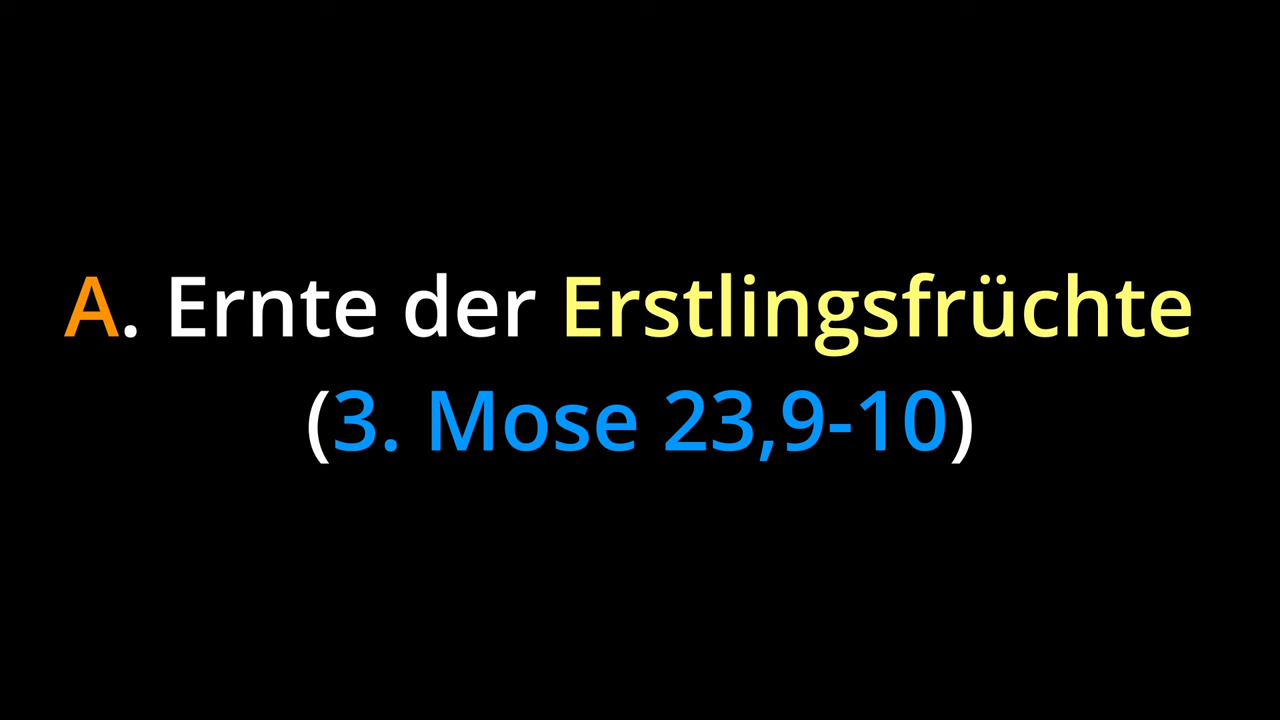 A. Ernte der Erstlingsfrüchte
(3. Mose 23,9-10)